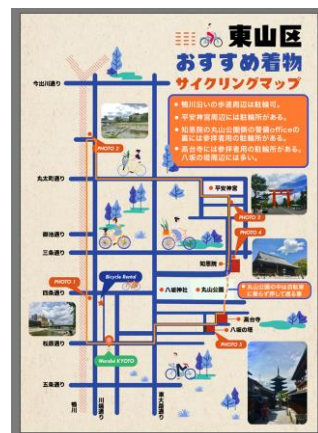 東山区
おすすめ着物
サイクリングマップ
鴨川沿いの歩道周辺は駐輪可。
平安神宮周辺には駐輪所がある。
知恩院の丸山公園側の警備officeの
裏には参拝者用の駐輪所がある。
高台寺には参拝者用の駐輪所がある。
八坂の塔周辺には多い。
今出川通り
PHOTO 2
丸太町通り
平安神宮
PHOTO 3
PHOTO 4
御池通り
三条通り
知恩院
PHOTO 1
Bicycle Rental
丸山公園の中は自転車
に乗らず押して通る事
四条通り
八坂神社
丸山公園
高台寺
八坂の塔
松原通り
Warabi KYOTO
PHOTO 5
五条通り
鴨川
川端通り
東大路通り